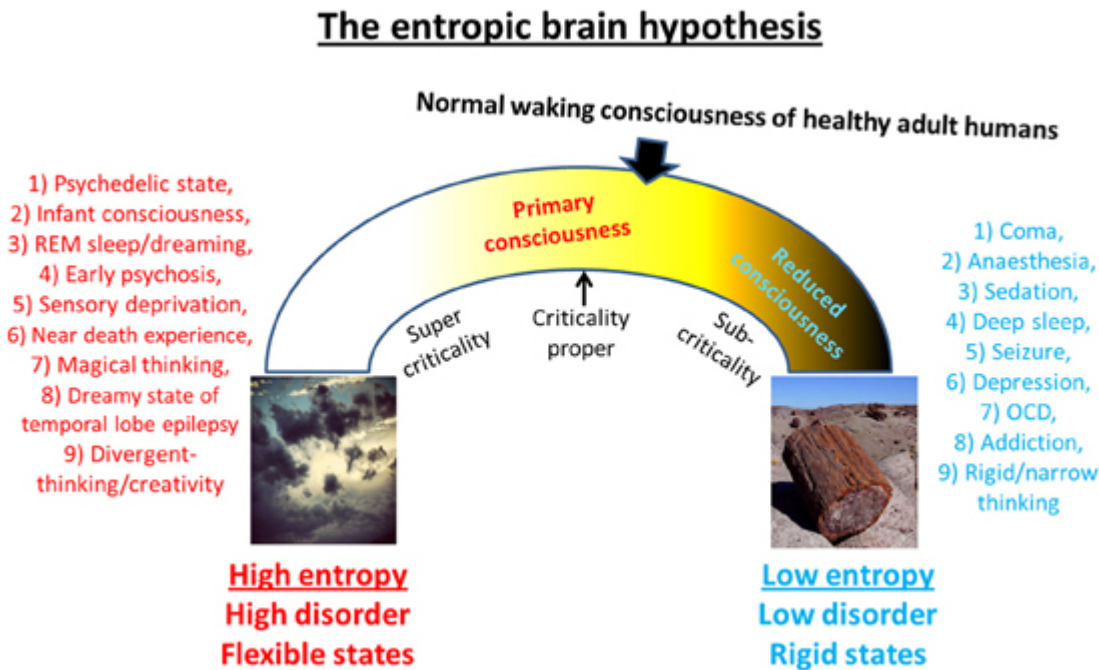 The entropic brain hypothesis
Normal waking consciousness of healthy adult humans
1) Psychedelic state,
2) Infant consciousness,
3) REM sleep/dreaming,
4) Early psychosis,
5) Sensory deprivation,
6) Near death experience,
7) Magical thinking,
8) Dreamy state of
temporal lobe epilepsy
9) Divergent-
thinking/creativity
Primary
consciousness
Reduced
consciousness
Super
criticality
Criticality
proper
Sub-
criticality
1) Coma,
2) Anaesthesia,
3) Sedation,
4) Deep sleep,
5) Seizure,
6) Depression,
7) OCD,
8) Addiction,
9) Rigid/narrow
thinking
High entropy
High disorder
Flexible states
Low entropy
Low disorder
Rigid states